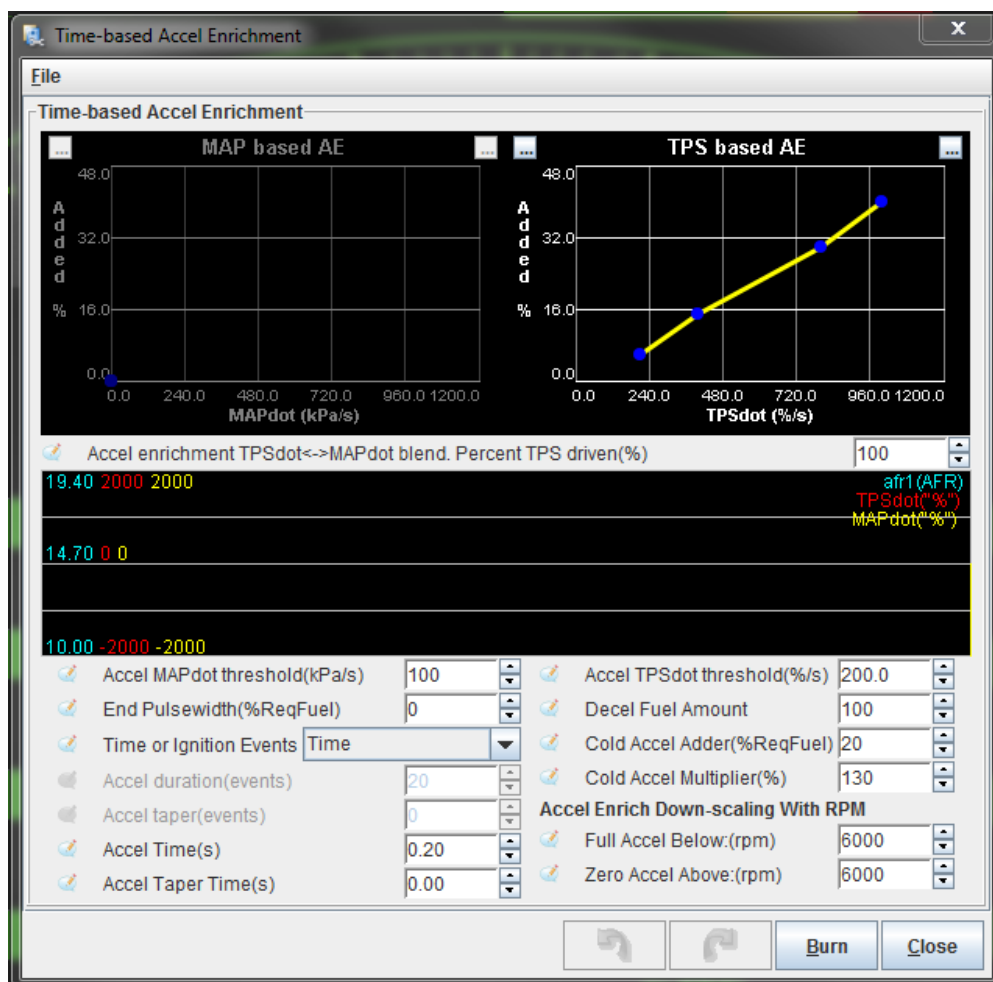 Time-based Accel Enrichment
x
File
Time-based Accel Enrichment
... MAP based AE ...
48.0
32.0
16.0
0.0
Added %
0.0 240.0 480.0 720.0 960.0 1200.0
MAPdot (kPa/s)
... TPS based AE ...
48.0
32.0
16.0
0.0
Added %
0.0 240.0 480.0 720.0 960.0 1200.0
TPSdot (%/s)
Accel enrichment TPSdot<->MAPdot blend. Percent TPS driven(%) 100
19.40 2000 2000 afr1(AFR)
TPSdot("%")
MAPdot("%")
14.70 0 0
10.00 -2000 -2000
Accel MAPdot threshold(kPa/s) 100
End Pulsewidth(%ReqFuel) 0
Time or Ignition Events Time
Accel duration(events) 20
Accel taper(events) 0
Accel Time(s) 0.20
Accel Taper Time(s) 0.00
Accel TPSdot threshold(%/s) 200.0
Decel Fuel Amount 100
Cold Accel Adder(%ReqFuel) 20
Cold Accel Multiplier(%) 130
Accel Enrich Down-scaling With RPM
Full Accel Below:(rpm) 6000
Zero Accel Above:(rpm) 6000
Burn Close